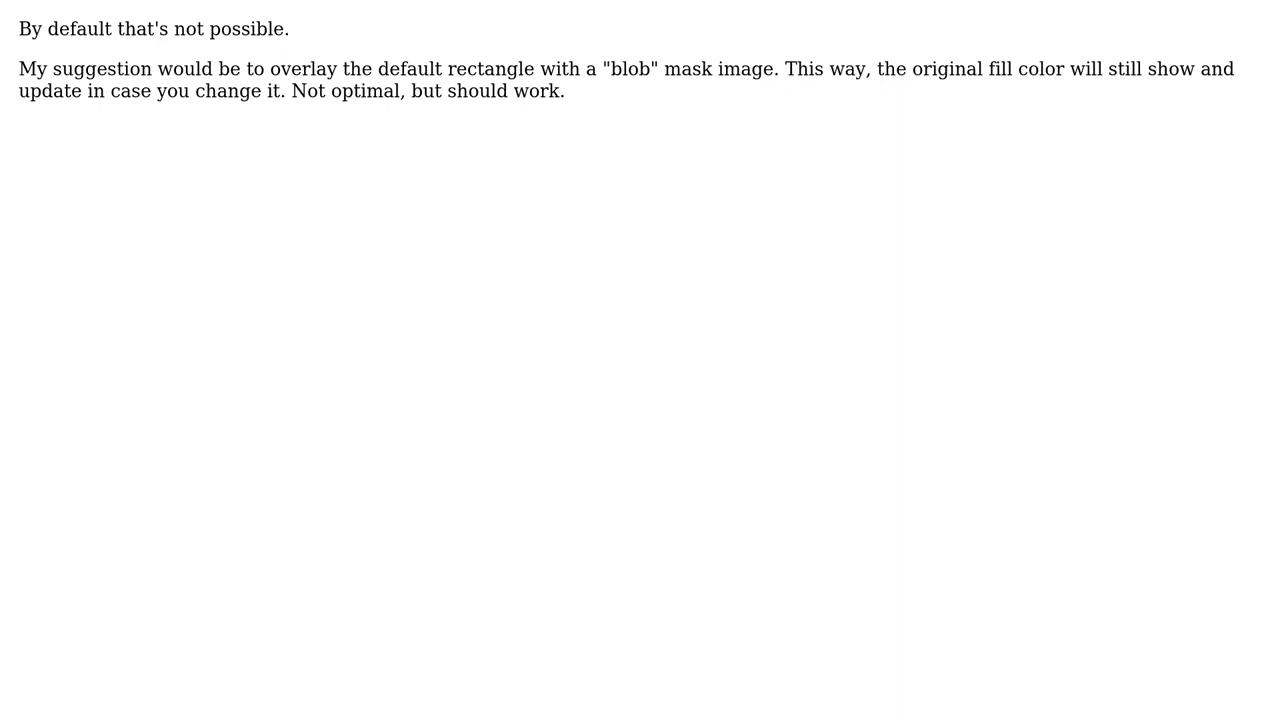 By default that's not possible.
My suggestion would be to overlay the default rectangle with a "blob" mask image. This way, the original fill color will still show and
update in case you change it. Not optimal, but should work.